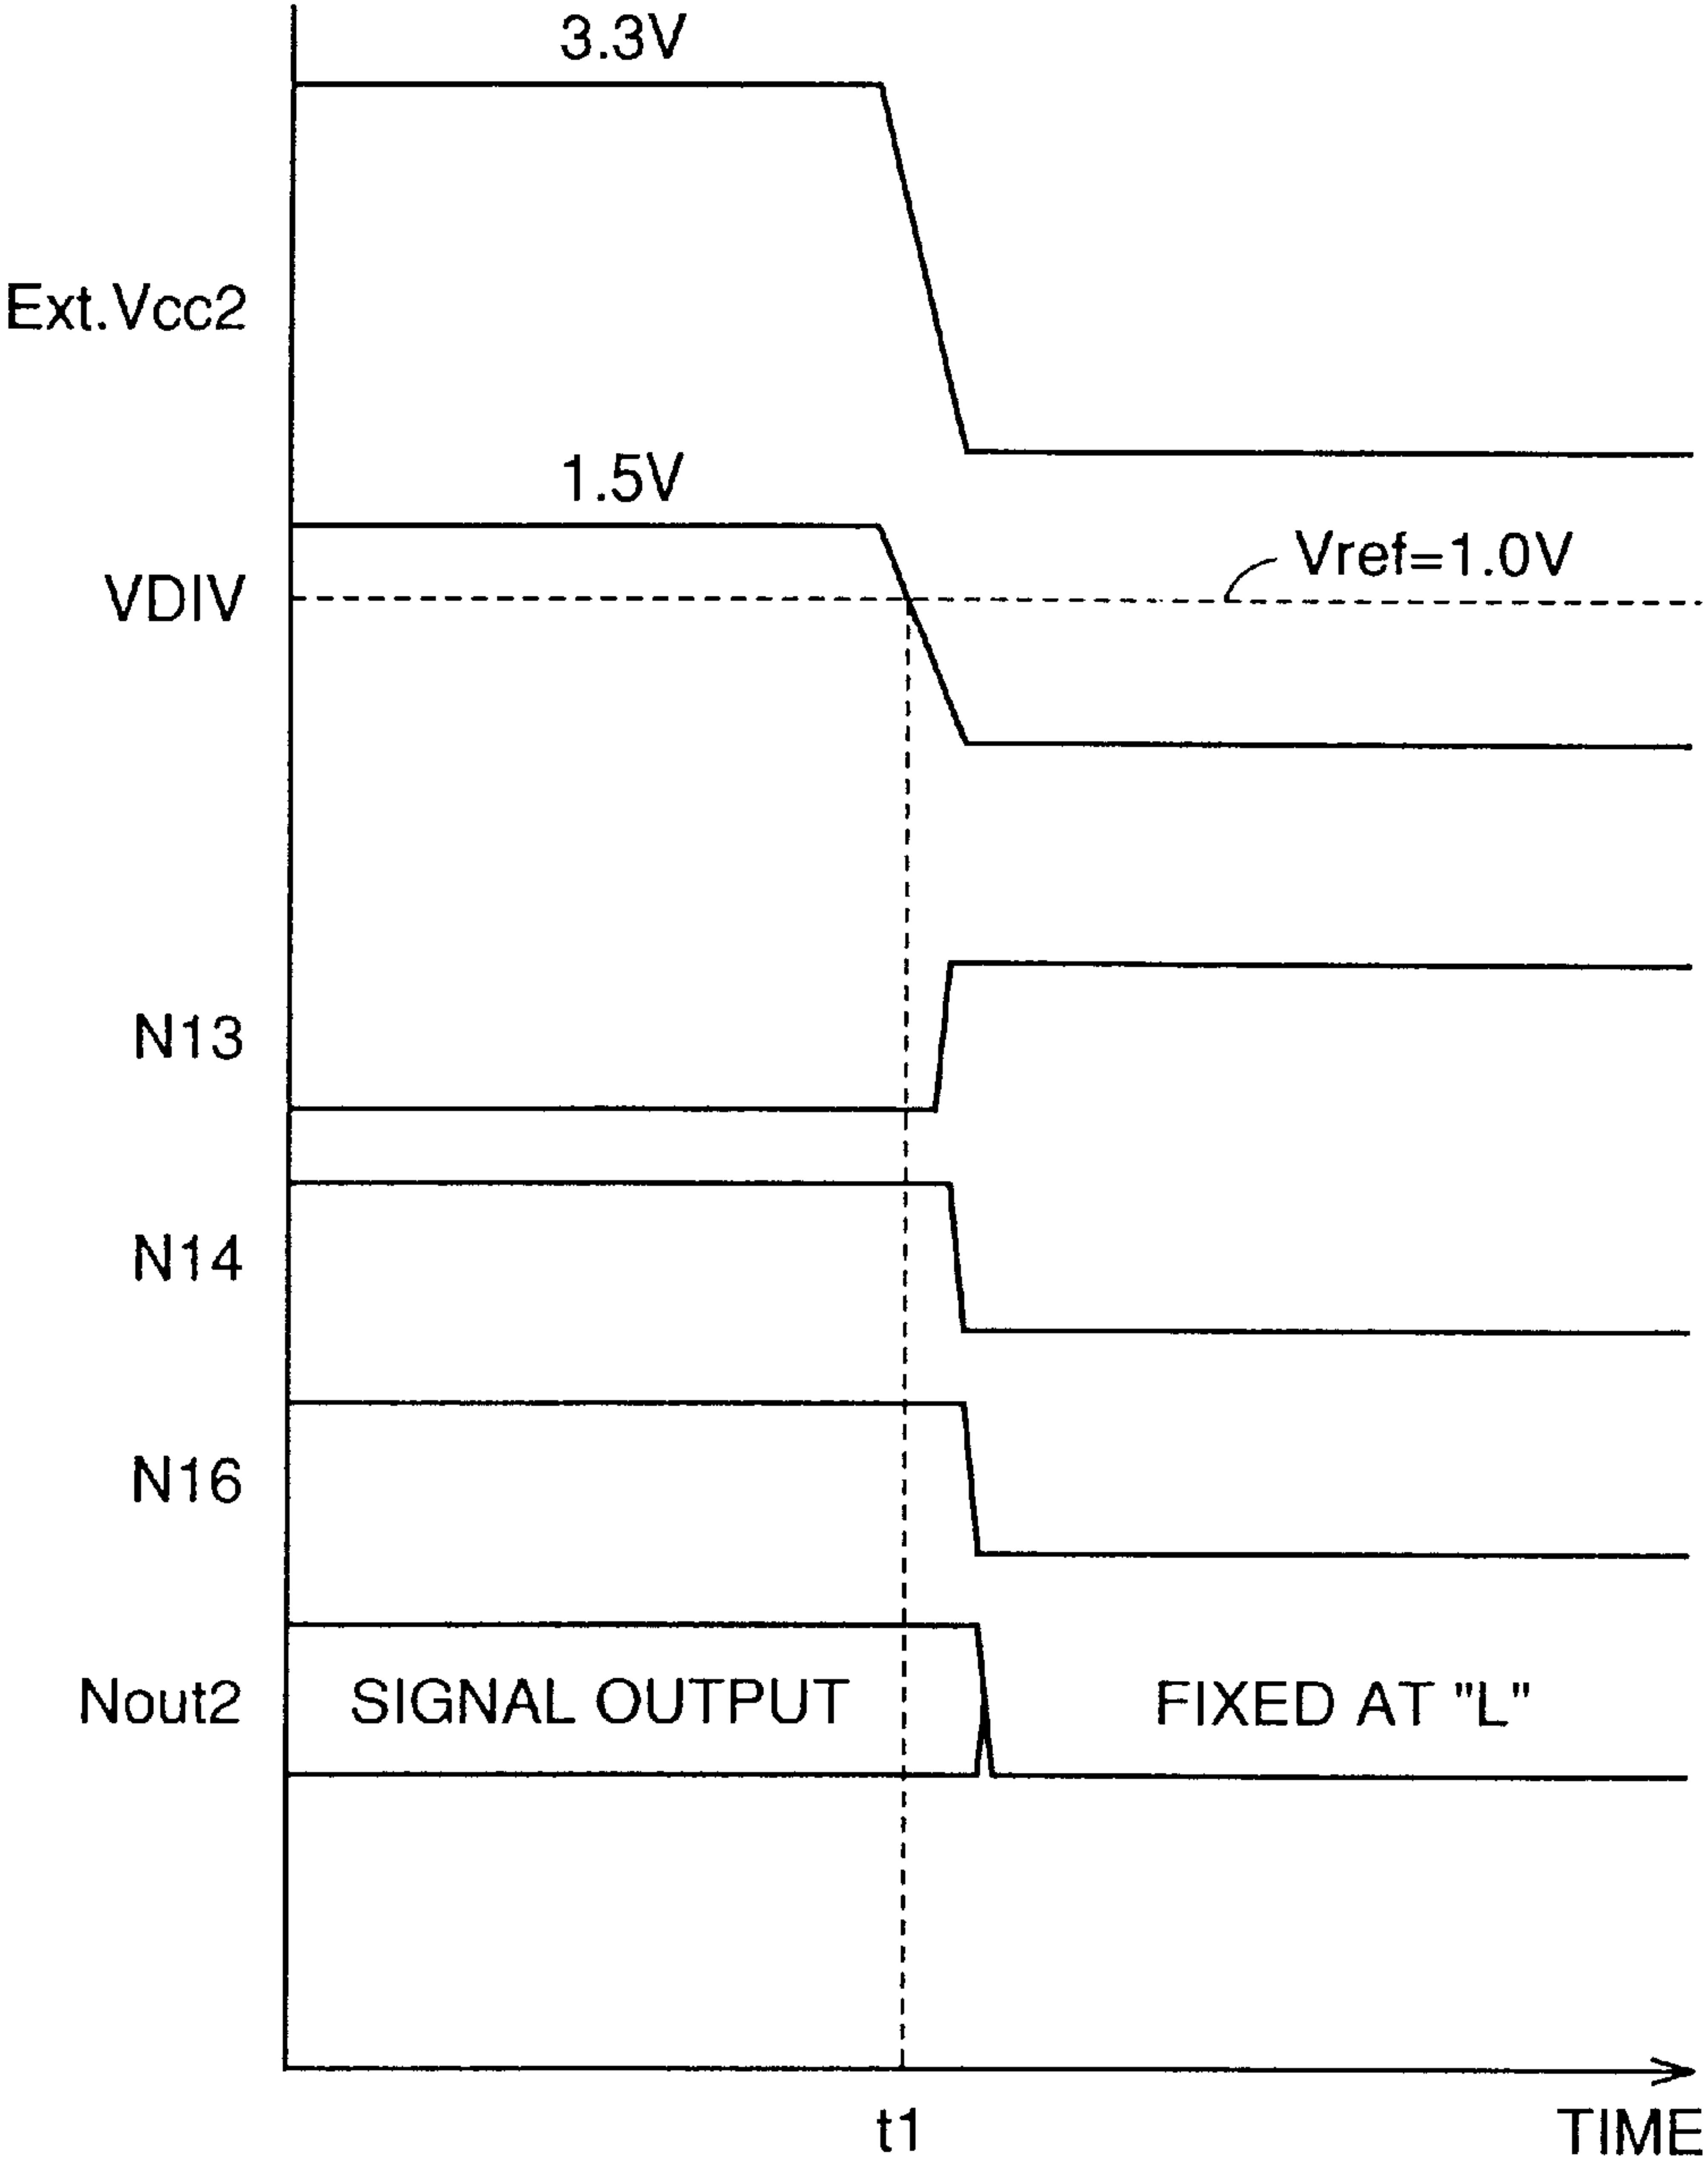 3.3V
Ext.Vcc2
1.5V
Vref=1.0V
VDIV
N13
N14
N16
Nout2 SIGNAL OUTPUT FIXED AT "L"
t1 TIME